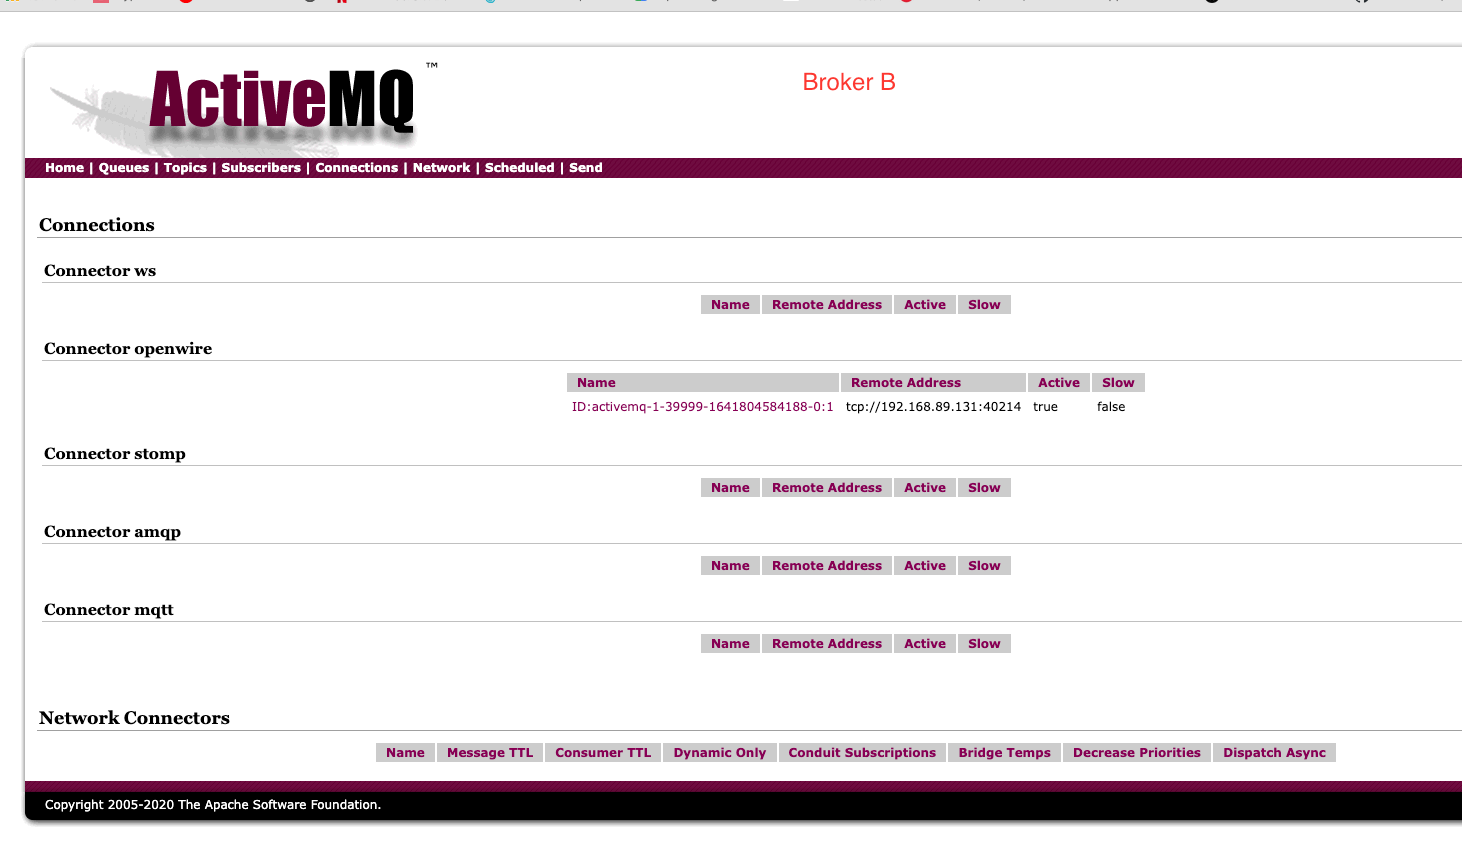 ActiveMQ ™
Broker B
Home | Queues | Topics | Subscribers | Connections | Network | Scheduled | Send
Connections
Connector ws
Name Remote Address Active Slow
Connector openwire
Name Remote Address Active Slow
ID:activemq-1-39999-1641804584188-0:1 tcp://192.168.89.131:40214 true false
Connector stomp
Name Remote Address Active Slow
Connector amqp
Name Remote Address Active Slow
Connector mqtt
Name Remote Address Active Slow
Network Connectors
Name Message TTL Consumer TTL Dynamic Only Conduit Subscriptions Bridge Temps Decrease Priorities Dispatch Async
Copyright 2005-2020 The Apache Software Foundation.